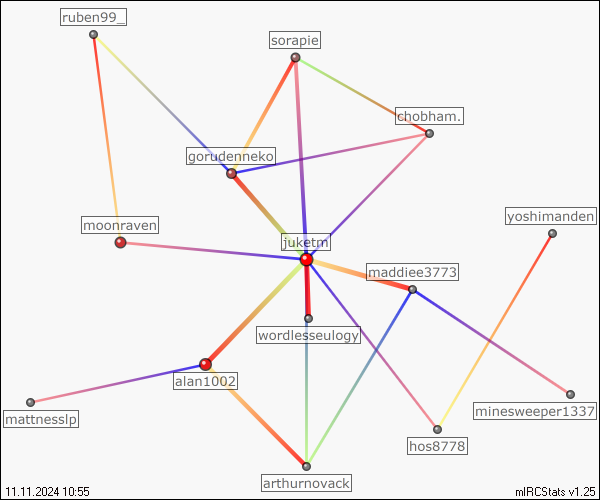 ruben99_
sorapie
chobham.
gorudenneko
yoshimanden
moonraven
juketm
maddiee3773
wordlesseulogy
alan1002
minesweeper1337
mattnesslp
hos8778
arthurnovack
11.11.2024 10:55
mIRCStats v1.25